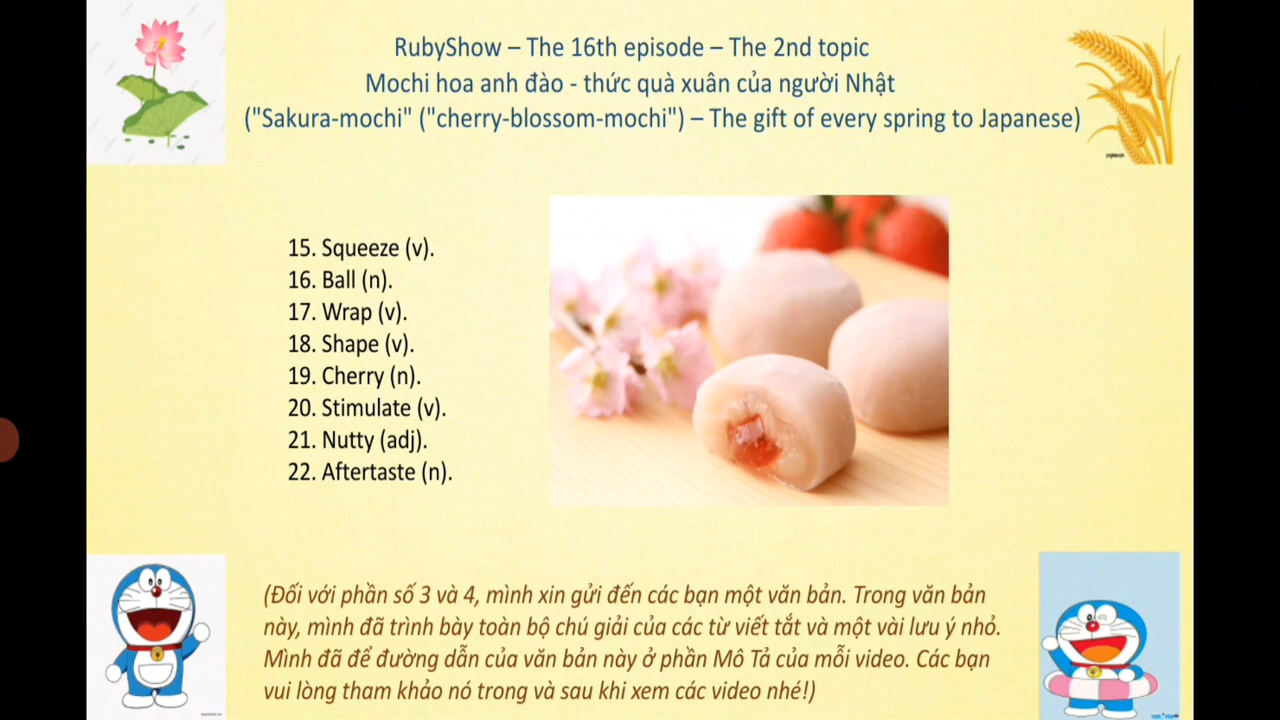 RubyShow – The 16th episode – The 2nd topic
Mochi hoa anh đào - thức quà xuân của người Nhật
("Sakura-mochi" ("cherry-blossom-mochi") – The gift of every spring to Japanese)
15. Squeeze (v).
16. Ball (n).
17. Wrap (v).
18. Shape (v).
19. Cherry (n).
20. Stimulate (v).
21. Nutty (adj).
22. Aftertaste (n).
(Đối với phần số 3 và 4, mình xin gửi đến các bạn một văn bản. Trong văn bản
này, mình đã trình bày toàn bộ chú giải của các từ viết tắt và một vài lưu ý nhỏ.
Mình đã để đường dẫn của văn bản này ở phần Mô Tả của mỗi video. Các bạn
vui lòng tham khảo nó trong và sau khi xem các video nhé!)